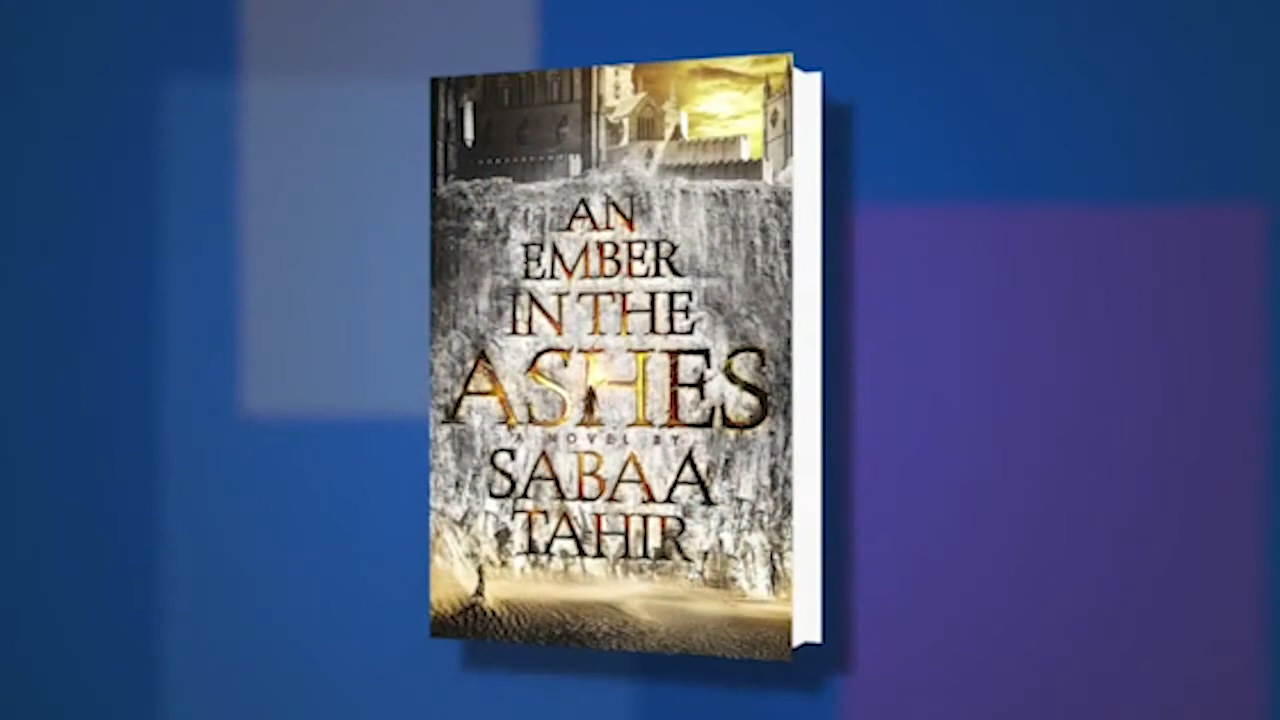 AN
EMBER
IN THE
ASHES
A NOVEL BY
SABAA
TAHIR